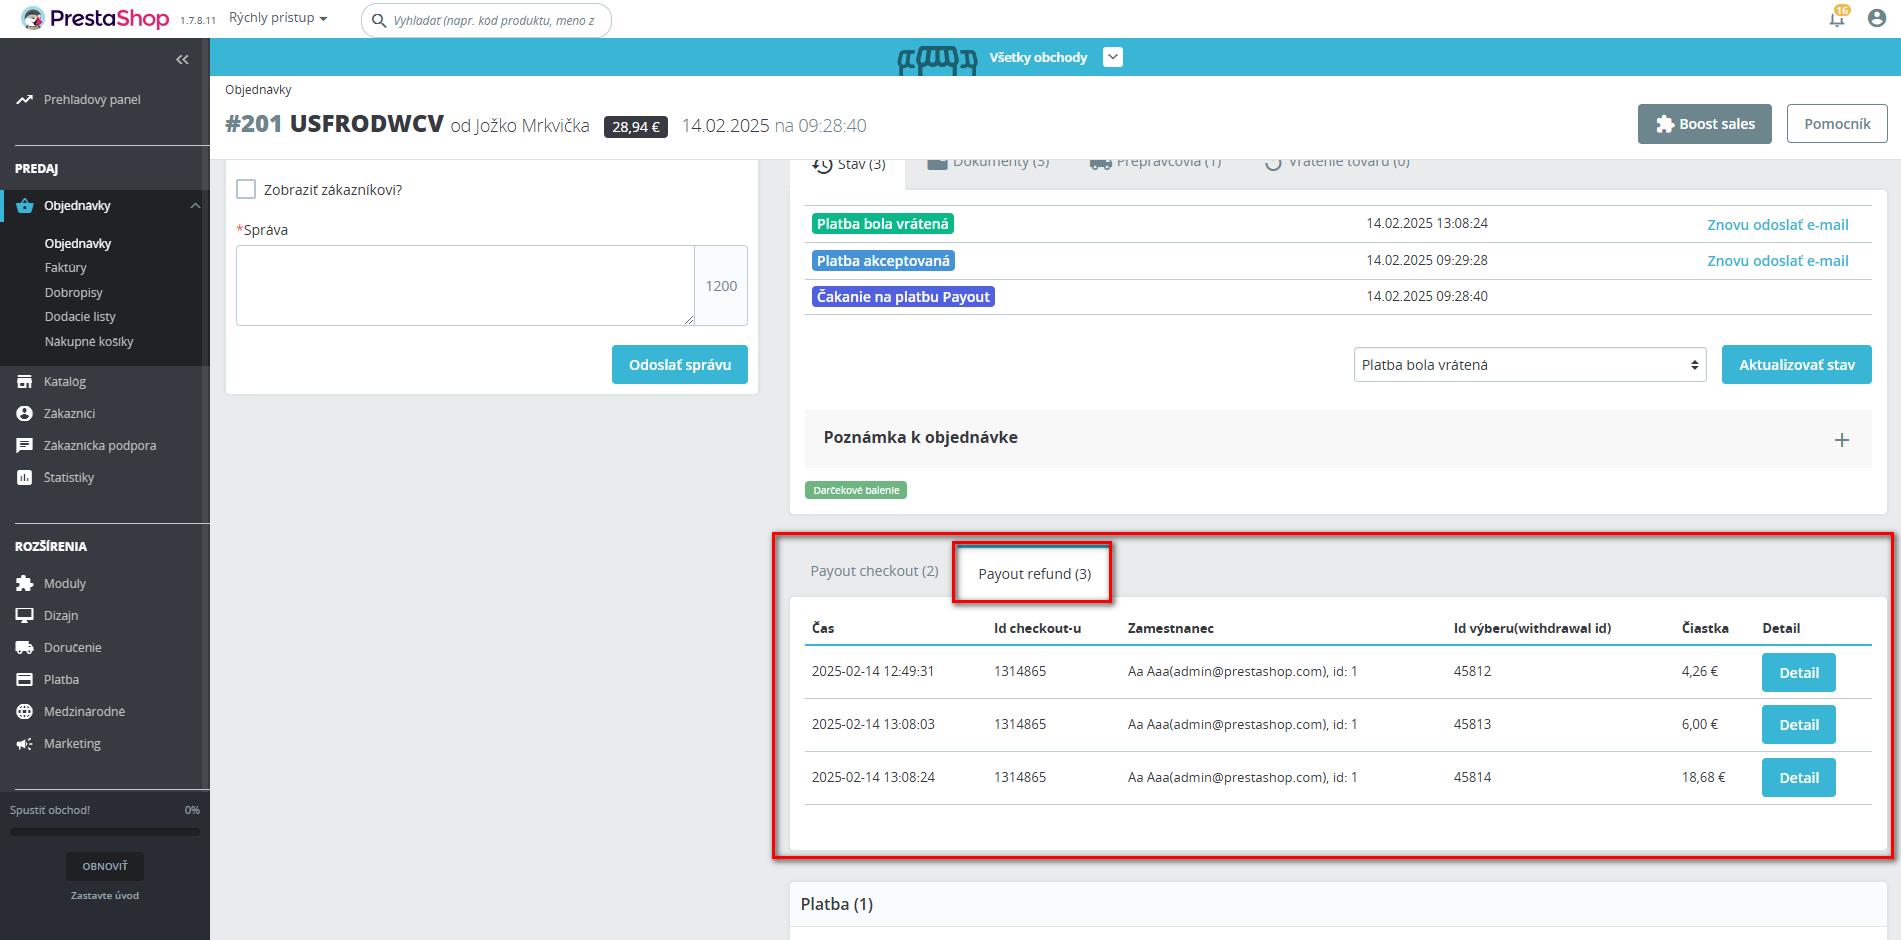 PrestaShop 1.7.8.11 Rýchly prístup
Vyhľadať (napr. kód produktu, meno z
16
Všetky obchody
Prehľadový panel
PREDAJ
Objednávky
Objednávky
Faktúry
Dobropisy
Dodacie listy
Nákupné košíky
Katalóg
Zákazníci
Zákaznícka podpora
Štatistiky
ROZŠÍRENIA
Moduly
Dizajn
Doručenie
Platba
Medzinárodné
Marketing
Spustiť obchod! 0%
OBNOVIŤ
Zastavte úvod
Objednávky
#201 USFRODWCV od Jožko Mrkvička 28,94 € 14.02.2025 na 09:28:40
Boost sales
Pomocník
Zobraziť zákazníkovi?
*Správa
1200
Odoslať správu
Stav (3) Dokumenty (3) Prepravcovia (1) Vrátenie tovaru (0)
Platba bola vrátená 14.02.2025 13:08:24 Znovu odoslať e-mail
Platba akceptovaná 14.02.2025 09:29:28 Znovu odoslať e-mail
Čakanie na platbu Payout 14.02.2025 09:28:40
Platba bola vrátená Aktualizovať stav
Poznámka k objednávke
Darčekové balenie
Payout checkout (2) Payout refund (3)
Čas Id checkout-u Zamestnanec Id výberu(withdrawal id) Čiastka Detail
2025-02-14 12:49:31 1314865 Aa Aaa(admin@prestashop.com), id: 1 45812 4,26 € Detail
2025-02-14 13:08:03 1314865 Aa Aaa(admin@prestashop.com), id: 1 45813 6,00 € Detail
2025-02-14 13:08:24 1314865 Aa Aaa(admin@prestashop.com), id: 1 45814 18,68 € Detail
Platba (1)